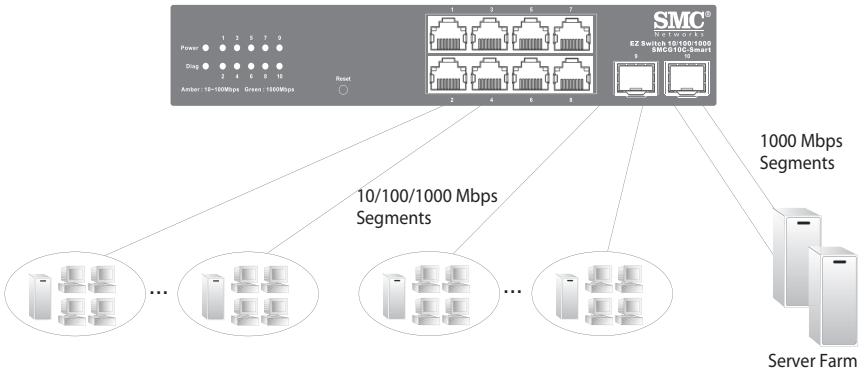 1 3 5 7
SMC®
Networks
EZ Switch 10/100/1000
SMCG10C-Smart
9 10
1 3 5 7 9
Power
Diag
2 4 6 8 10
Amber : 10~100Mbps Green : 1000Mbps
Reset
2 4 6 8
1000 Mbps
Segments
10/100/1000 Mbps
Segments
...
...
Server Farm